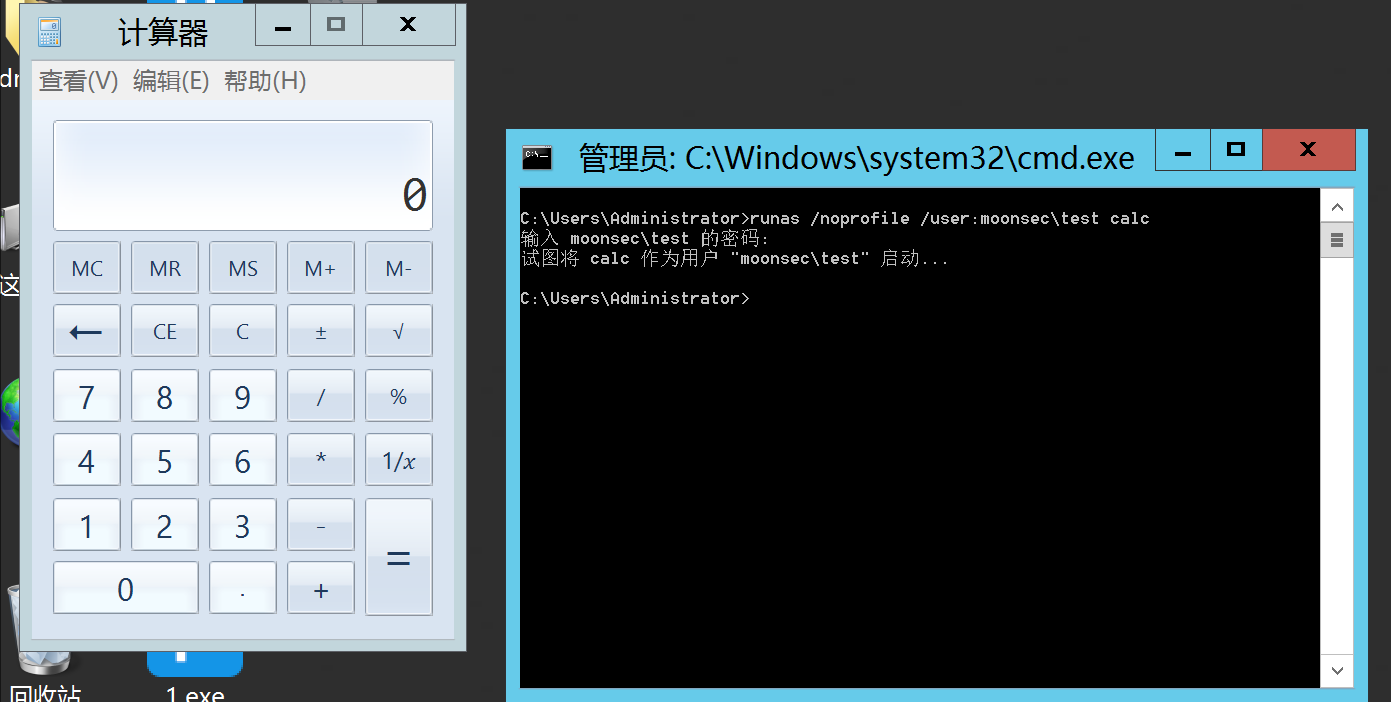 计算器
查看(V) 编辑(E) 帮助(H)
0
MC MR MS M+ M-
← CE C ± √
7 8 9 / %
4 5 6 * 1/x
1 2 3 - =
0 . +
管理员: C:\Windows\system32\cmd.exe
C:\Users\Administrator>runas /noprofile /user:moonsec\test calc
输入 moonsec\test 的密码:
试图将 calc 作为用户 "moonsec\test" 启动...
C:\Users\Administrator>
这
回收站
1.exe